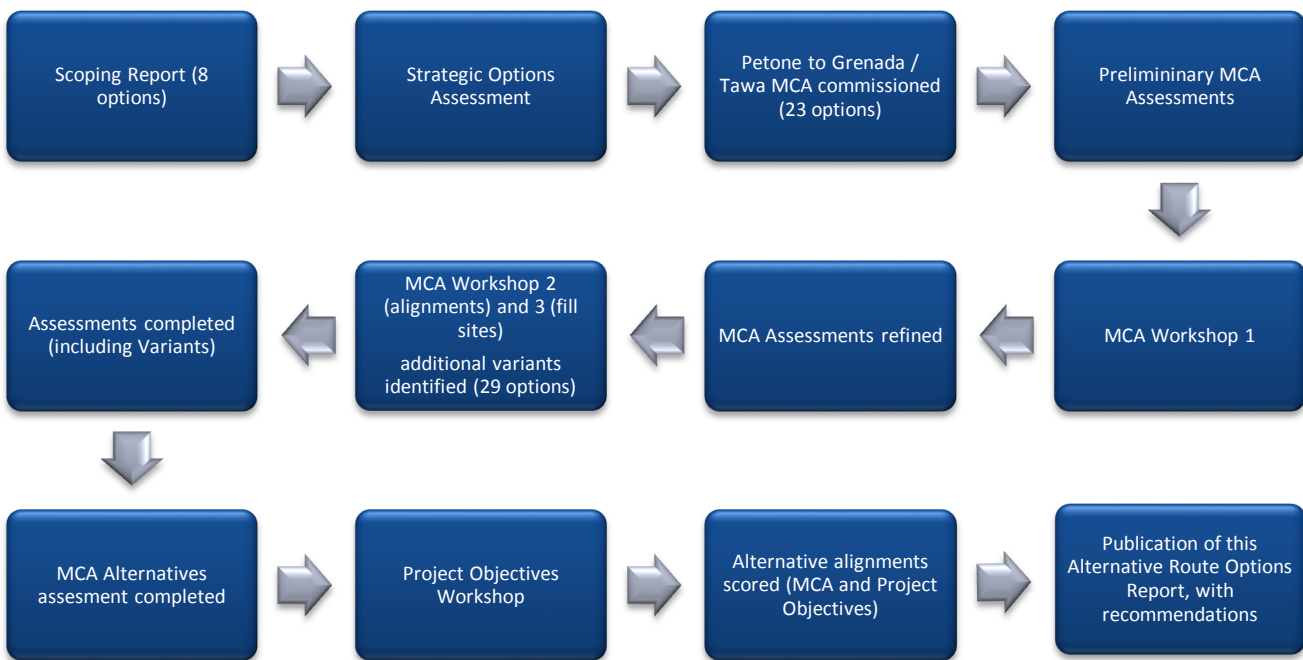 Scoping Report (8
options)
Strategic Options
Assessment
Petone to Grenada /
Tawa MCA commissioned
(23 options)
Prelimininary MCA
Assessments
MCA Workshop 1
MCA Assessments refined
MCA Workshop 2
(alignments) and 3 (fill
sites)
additional variants
identified (29 options)
Assessments completed
(including Variants)
MCA Alternatives
assesment completed
Project Objectives
Workshop
Alternative alignments
scored (MCA and Project
Objectives)
Publication of this
Alternative Route Options
Report, with
recommendations